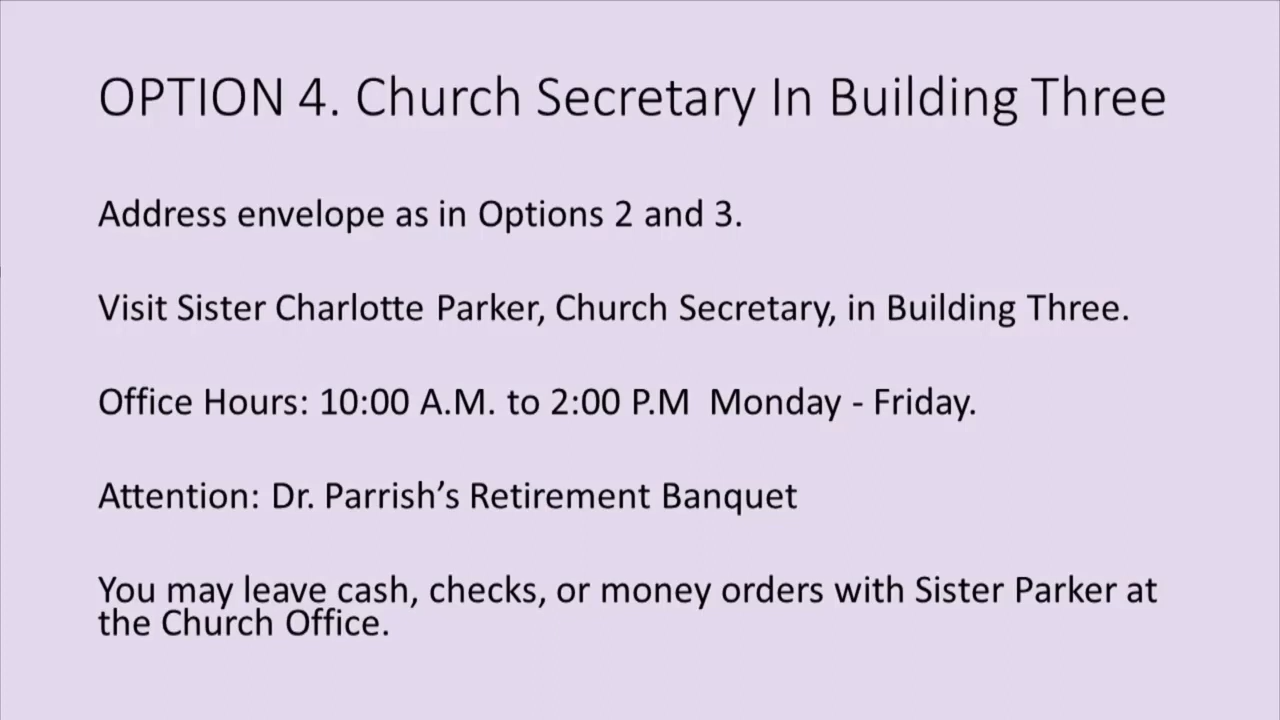 OPTION 4. Church Secretary In Building Three
Address envelope as in Options 2 and 3.
Visit Sister Charlotte Parker, Church Secretary, in Building Three.
Office Hours: 10:00 A.M. to 2:00 P.M  Monday - Friday.
Attention: Dr. Parrish’s Retirement Banquet
You may leave cash, checks, or money orders with Sister Parker at
the Church Office.